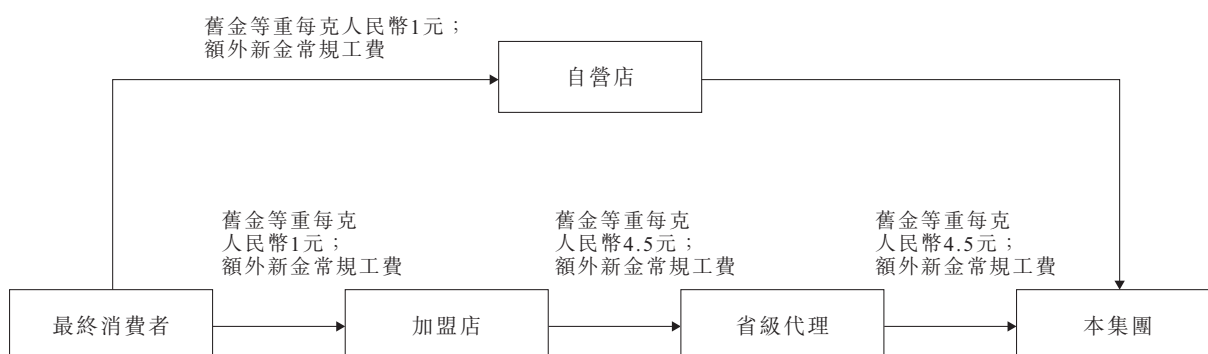 舊金等重每克人民幣1元；
額外新金常規工費
自營店
舊金等重每克
人民幣1元；
額外新金常規工費
舊金等重每克
人民幣4.5元；
額外新金常規工費
舊金等重每克
人民幣4.5元；
額外新金常規工費
最終消費者
加盟店
省級代理
本集團